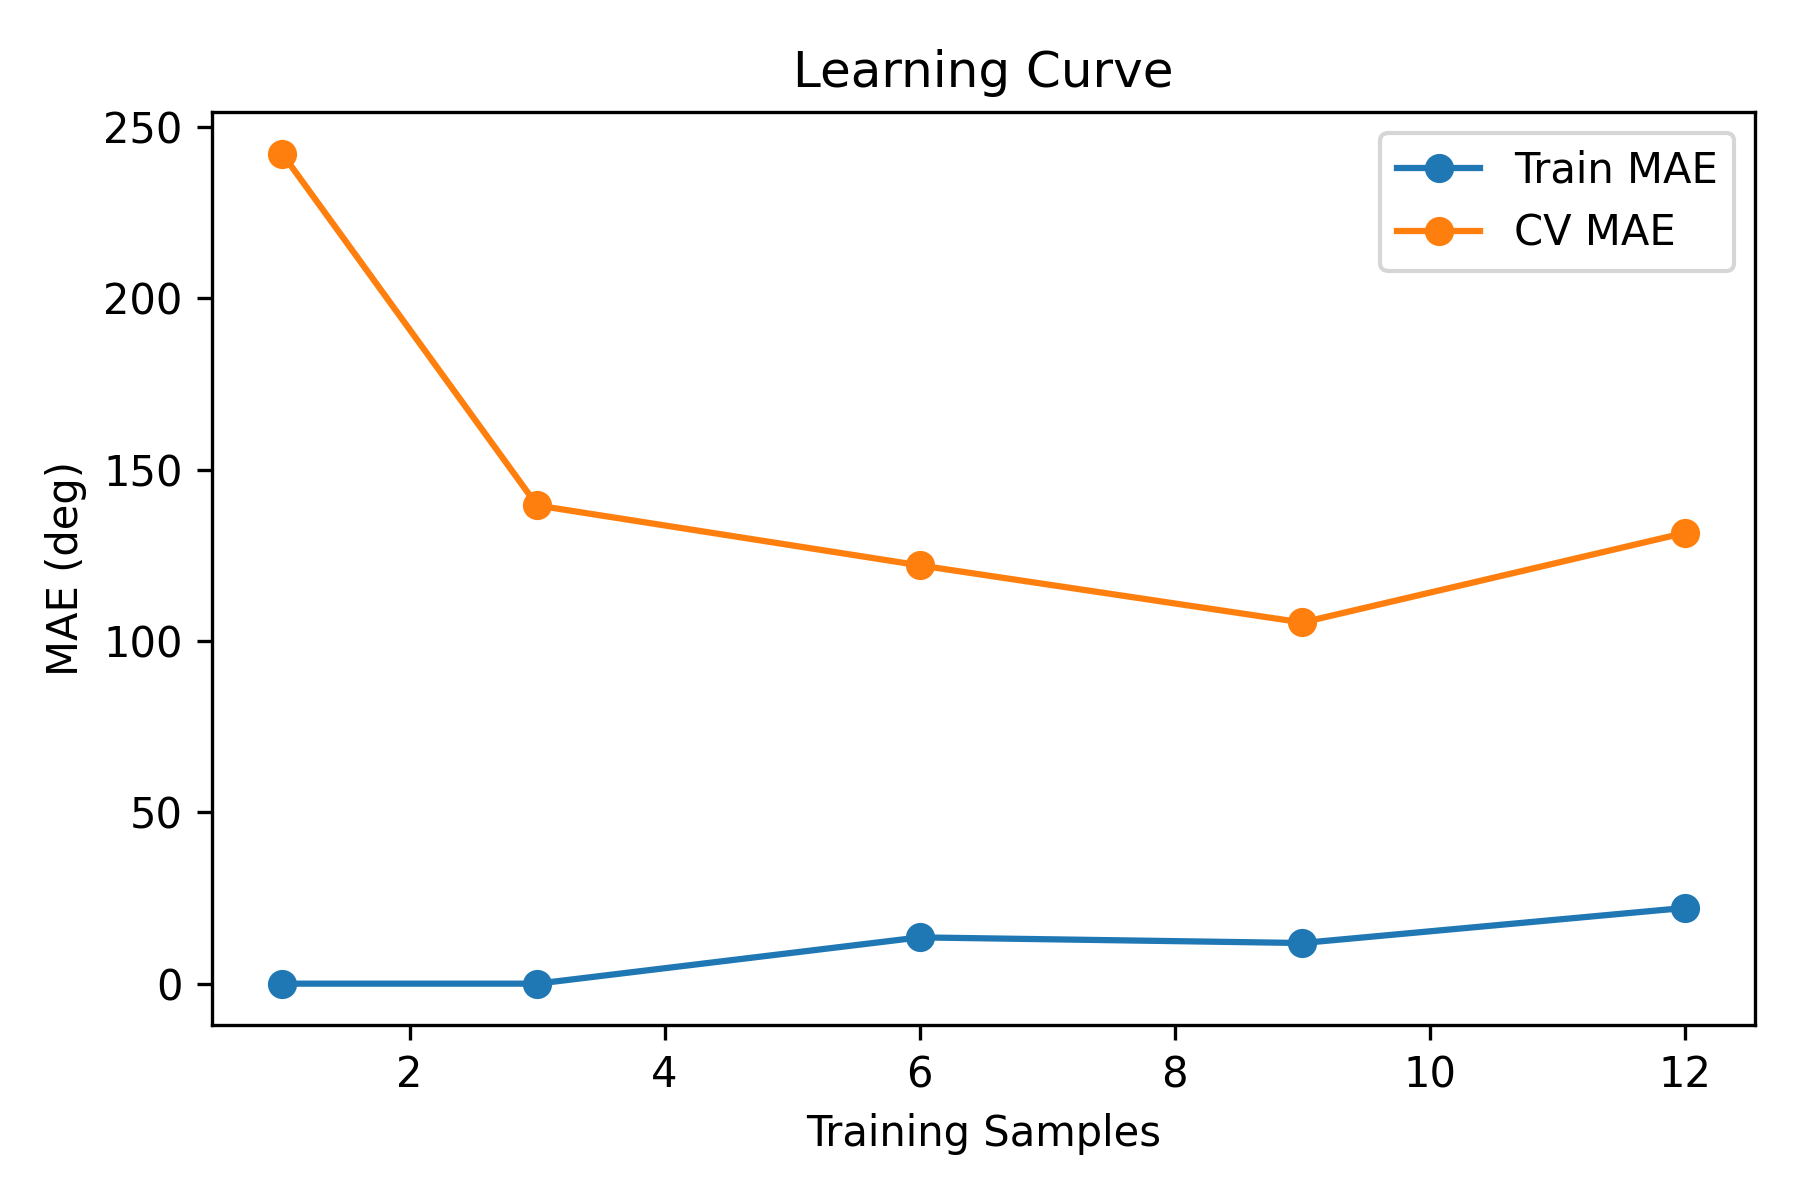 Learning Curve
Train MAE
CV MAE
MAE (deg)
250
200
150
100
50
0
2 4 6 8 10 12
Training Samples